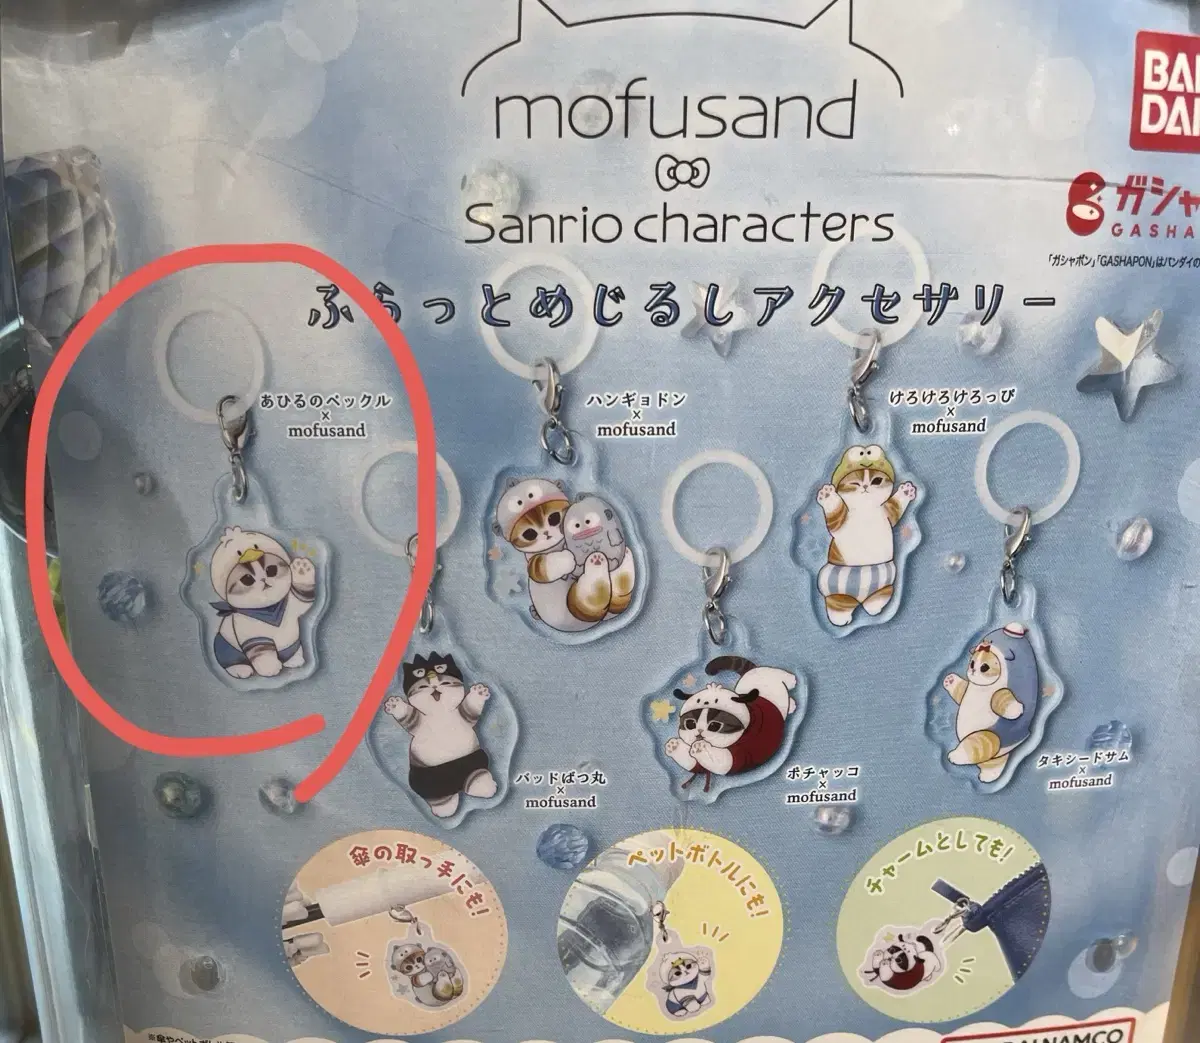 mofusand
Sanrio characters
BAN
DAI
ガシャ
GASHA
「ガシャポン」「GASHAPON」はバンダイの
ふらっとめじるしアクセサリー
あひるのペックル
×
mofusand
ハンギョドン
×
mofusand
けろけろけろっぴ
×
mofusand
バッドばつ丸
×
mofusand
ポチャッコ
×
mofusand
タキシードサム
×
mofusand
傘の取っ手にも!
ペットボトルにも!
チャームとしても!
NAMCO